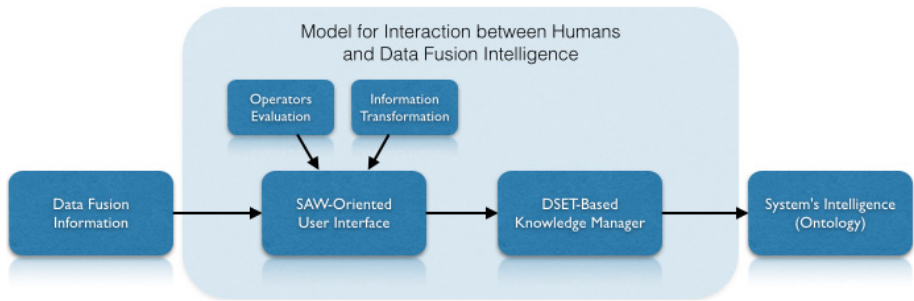 Model for Interaction between Humans
and Data Fusion Intelligence
Operators
Evaluation
Information
Transformation
Data Fusion
Information
SAW-Oriented
User Interface
DSET-Based
Knowledge Manager
System's Intelligence
(Ontology)